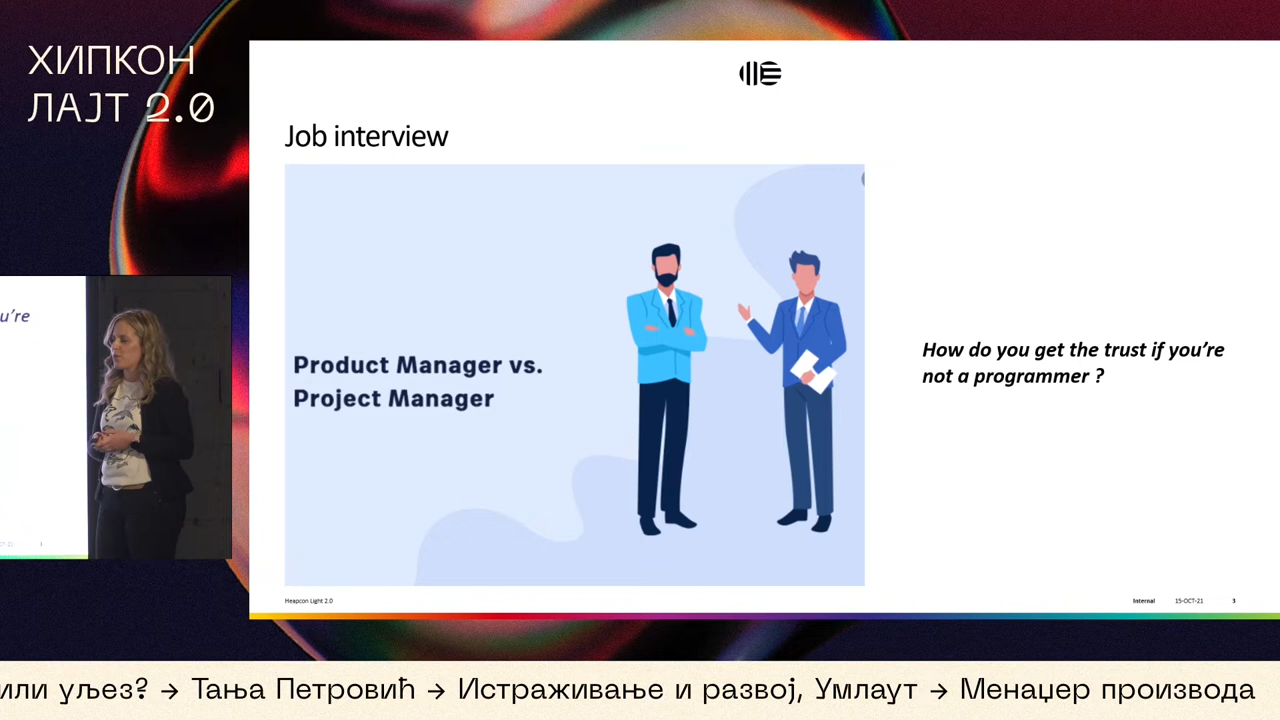 ХИПКОН
ЛАЈТ 2.0
Job interview
Product Manager vs.
Project Manager
How do you get the trust if you’re
not a programmer ?
u’re
Heapcon Light 2.0
Internal 15-OCT-21 3
или уљез? → Тања Петровић → Истраживање и развој, Умлаут → Менаџер производа